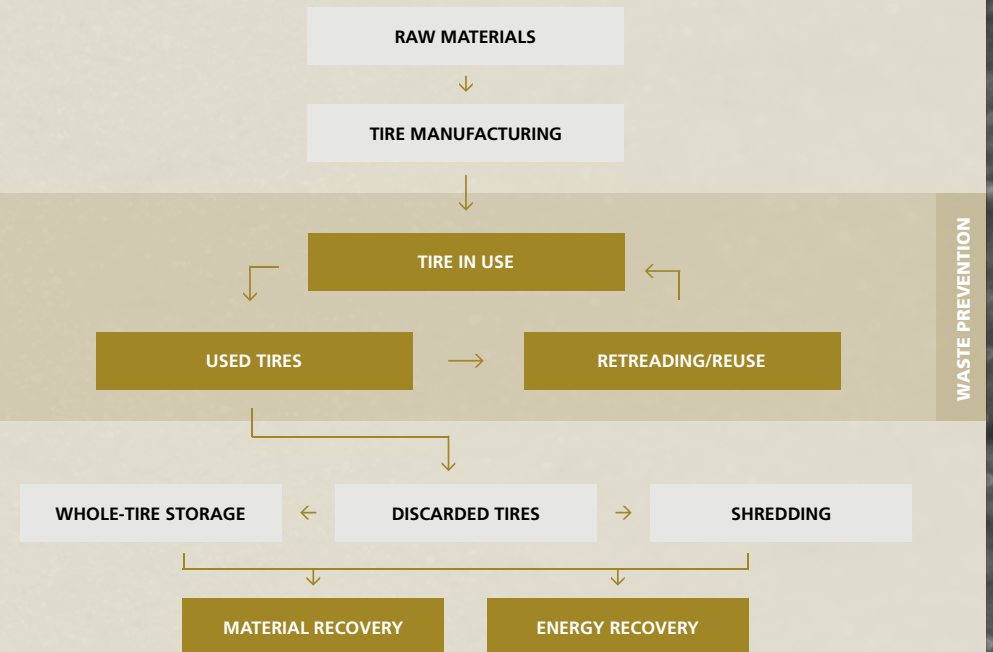 RAW MATERIALS
TIRE MANUFACTURING
TIRE IN USE
WASTE PREVENTION
USED TIRES
RETREADING/REUSE
WHOLE-TIRE STORAGE
DISCARDED TIRES
SHREDDING
MATERIAL RECOVERY
ENERGY RECOVERY